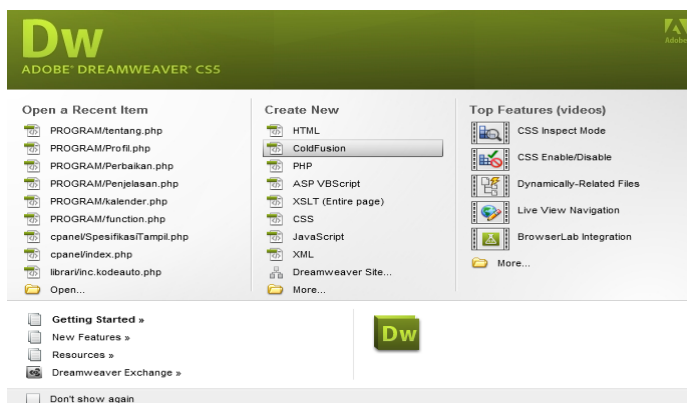 Dw
Adobe
ADOBE® DREAMWEAVER® CS5
Open a Recent Item
PROGRAM/tentang.php
PROGRAM/Profil.php
PROGRAM/Perbaikan.php
PROGRAM/Penjelasan.php
PROGRAM/kalender.php
PROGRAM/function.php
cpanel/SpesifikasiTampil.php
cpanel/index.php
librari/inc.kodeauto.php
Open...
Create New
HTML
ColdFusion
PHP
ASP VBScript
XSLT (Entire page)
CSS
JavaScript
XML
Dreamweaver Site...
More...
Top Features (videos)
CSS Inspect Mode
CSS Enable/Disable
Dynamically-Related Files
Live View Navigation
BrowserLab Integration
More...
Getting Started »
New Features »
Resources »
Dreamweaver Exchange »
Dw
Don't show again